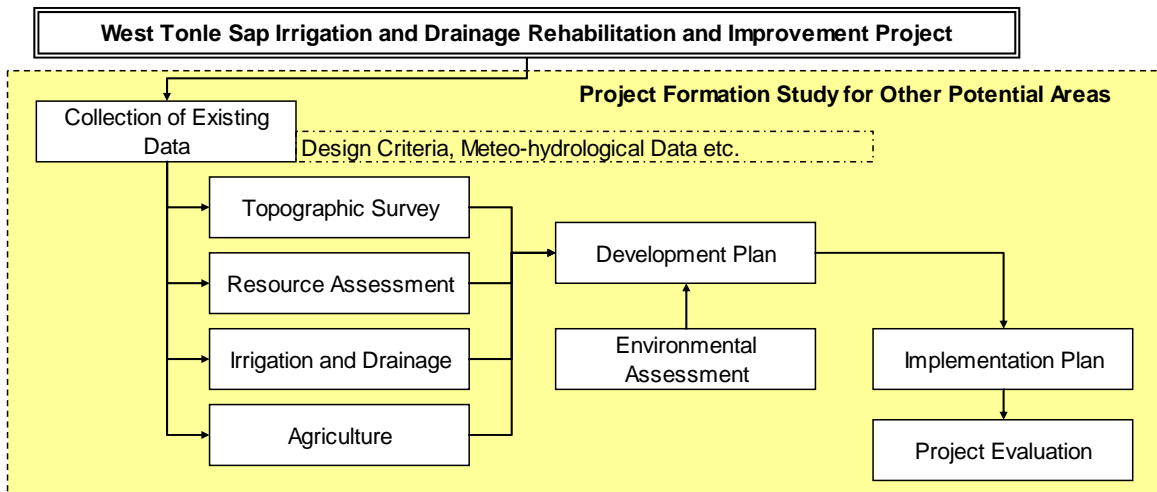 West Tonle Sap Irrigation and Drainage Rehabilitation and Improvement Project
Project Formation Study for Other Potential Areas
Collection of Existing
Data
Design Criteria, Meteo-hydrological Data etc.
Topographic Survey
Resource Assessment
Irrigation and Drainage
Agriculture
Development Plan
Environmental
Assessment
Implementation Plan
Project Evaluation